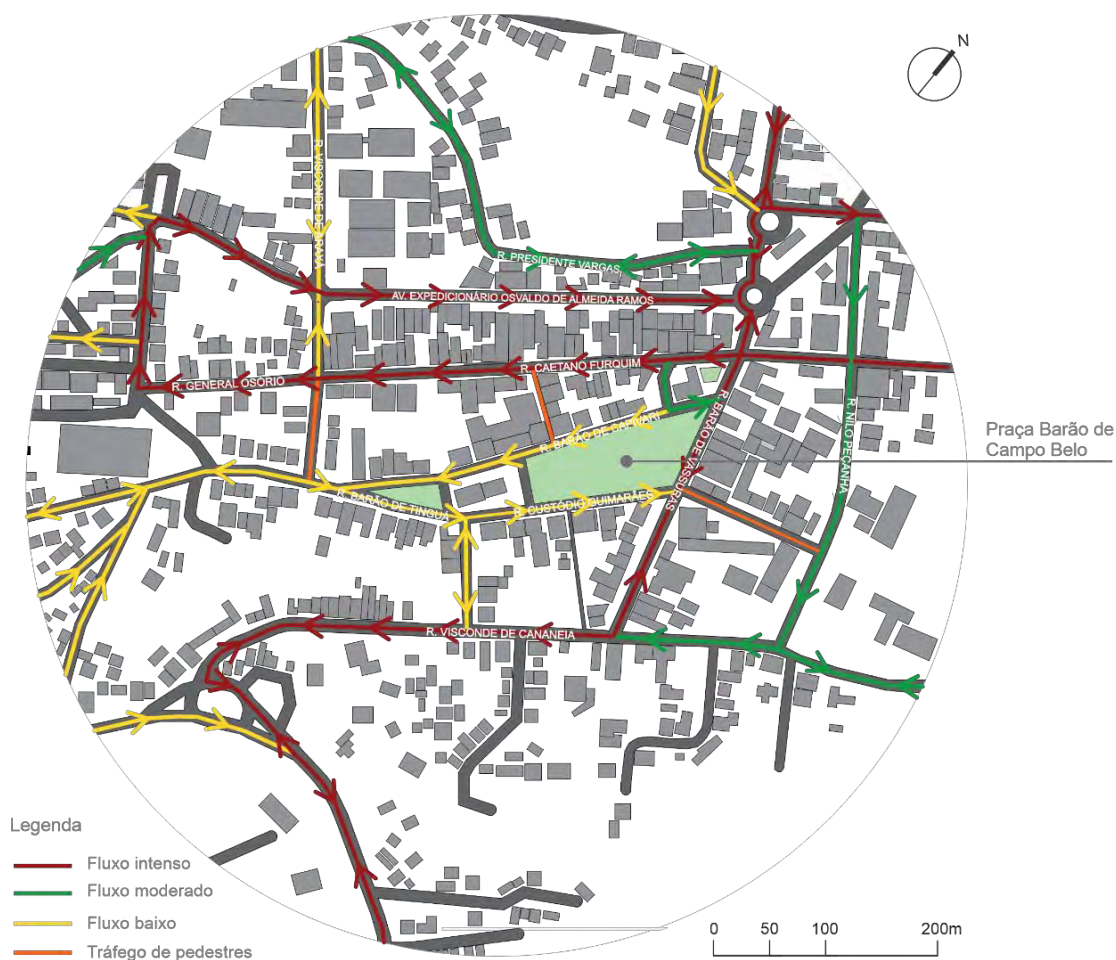 N
R. VISCONDE DE ARAXÁ
R. PRESIDENTE VARGAS
AV. EXPEDICIONÁRIO OSVALDO DE ALMEIDA RAMOS
R. CAETANO FURQUIM
R. GENERAL OSÓRIO
R. BARÃO DE CAPIVARI
R. BARÃO DE VASSOURAS
R. NILO PEÇANHA
Praça Barão de
Campo Belo
R. BARÃO DE TINGUÁ
R. CUSTÓDIO GUIMARÃES
R. VISCONDE DE CANANEIA
Legenda
Fluxo intenso
Fluxo moderado
Fluxo baixo
Tráfego de pedestres
0 50 100 200m